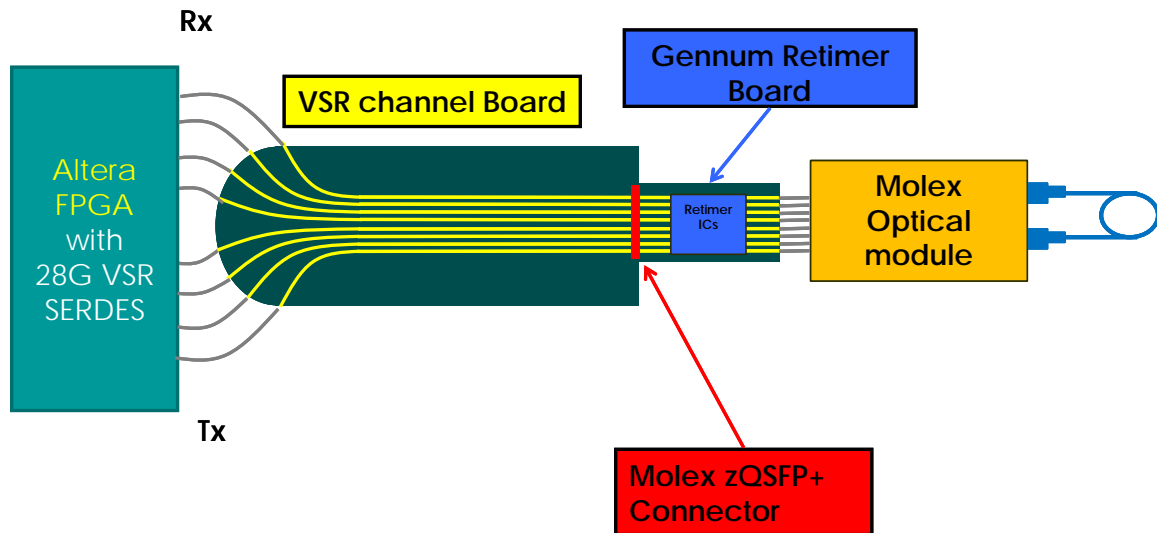 Rx
Gennum Retimer
Board
VSR channel Board
Altera
FPGA
with
28G VSR
SERDES
Retimer
ICs
Molex
Optical
module
Tx
Molex zQSFP+
Connector